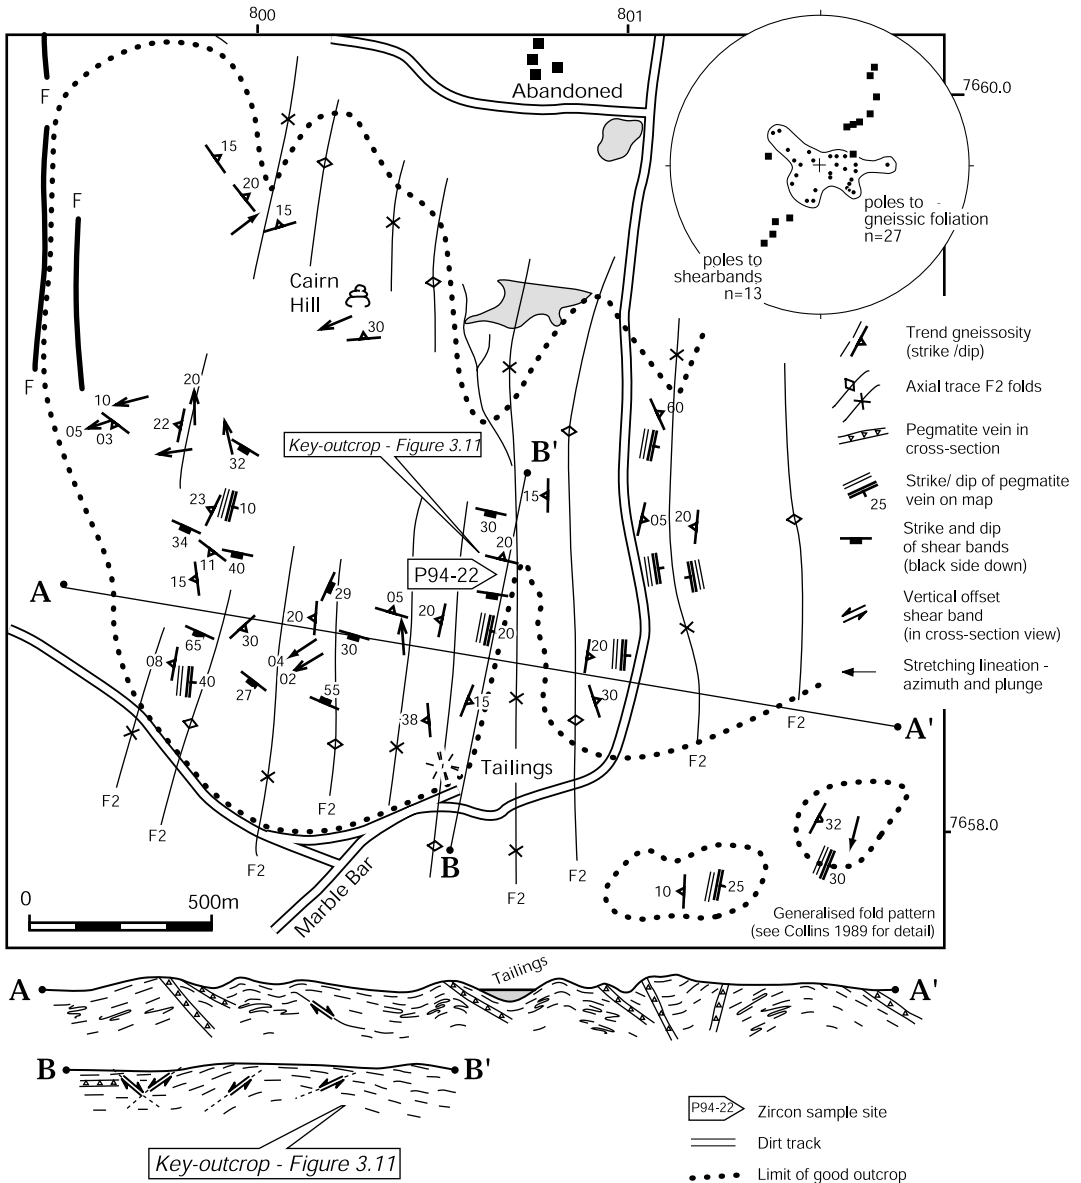 800
801
7660.0
7658.0
Abandoned
F
F
F
F
15
20
15
Cairn
Hill
30
poles to
gneissic foliation
n=27
poles to
shearbands
n=13
Trend gneissosity
(strike /dip)
Axial trace F2 folds
Pegmatite vein in
cross-section
Strike/ dip of pegmatite
vein on map
25
Strike and dip
of shear bands
(black side down)
Vertical offset
shear band
(in cross-section view)
Stretching lineation -
azimuth and plunge
10
05
03
20
22
32
60
Key-outcrop - Figure 3.11
B'
15
23
10
30
05
20
34
11
40
20
15
P94-22
A
29
05
20
20
20
65
30
30
04
02
20
08
40
27
55
30
38
15
A'
Tailings
F2
F2
F2
F2
F2
F2
F2
F2
B
32
30
10
25
Marble Bar
0
500m
Generalised fold pattern
(see Collins 1989 for detail)
A
Tailings
A'
B
B'
Key-outcrop - Figure 3.11
P94-22
Zircon sample site
Dirt track
Limit of good outcrop